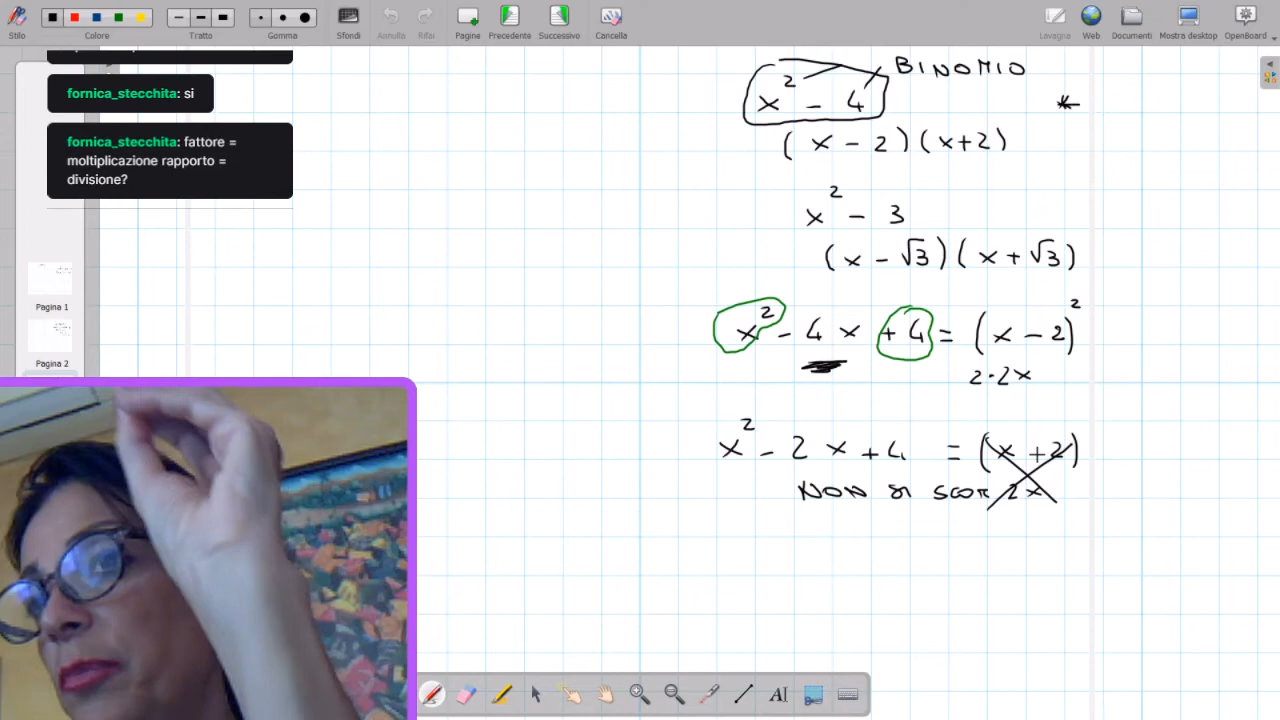 Stilo Colore Tratto Gomma Sfondi Annulla Rifai Pagine Precedente Successivo Cancella Lavagna Web Documenti Mostra desktop OpenBoard
fornica_stecchita: si
fornica_stecchita: fattore =
moltiplicazione rapporto =
divisione?
Pagina 1
Pagina 2
BINOMIO
x² - 4
(x - 2)(x+2)
x² - 3
(x - √3)(x + √3)
x² - 4x + 4 = (x - 2)²
2·2x
x² - 2x + 4 = (x + 2)
NON SI SCOM 2x
AI